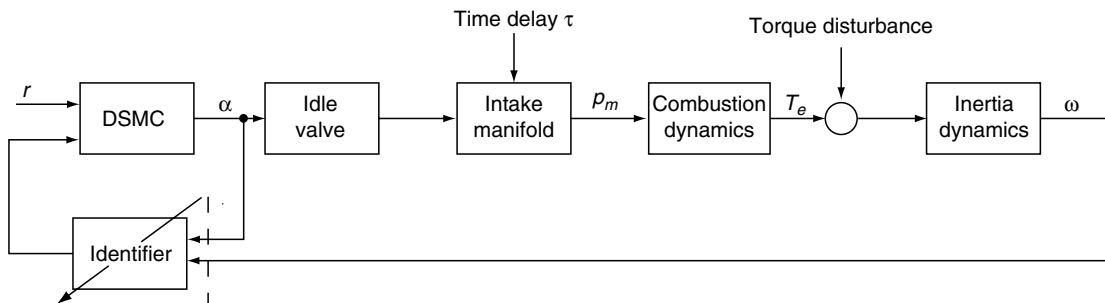 Time delay τ
Torque disturbance
r
DSMC
α
Idle
valve
Intake
manifold
p_m
Combustion
dynamics
T_e
Inertia
dynamics
ω
Identifier